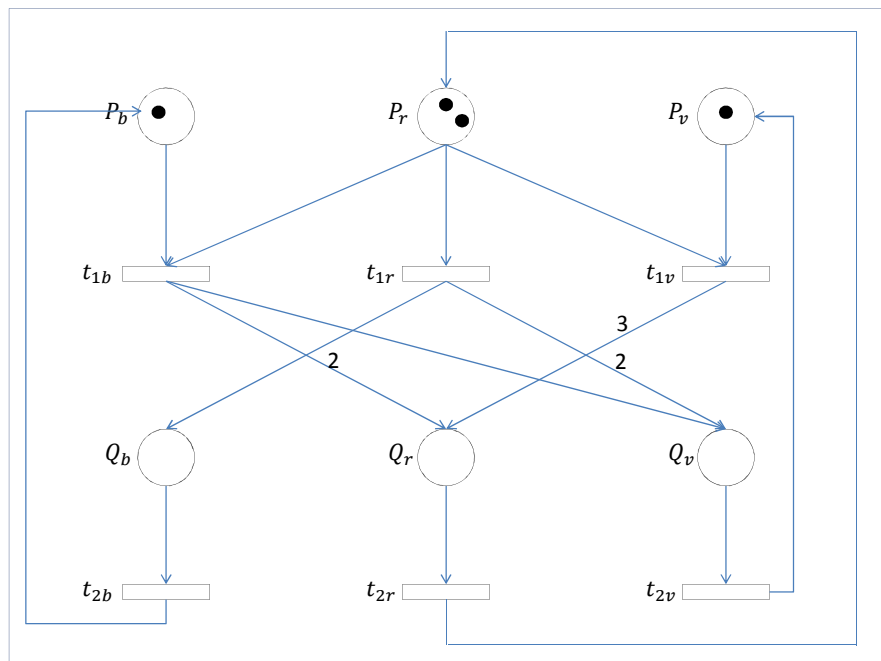 P_b P_r P_v
t_{1b} t_{1r} t_{1v}
3
2 2
Q_b Q_r Q_v
t_{2b} t_{2r} t_{2v}